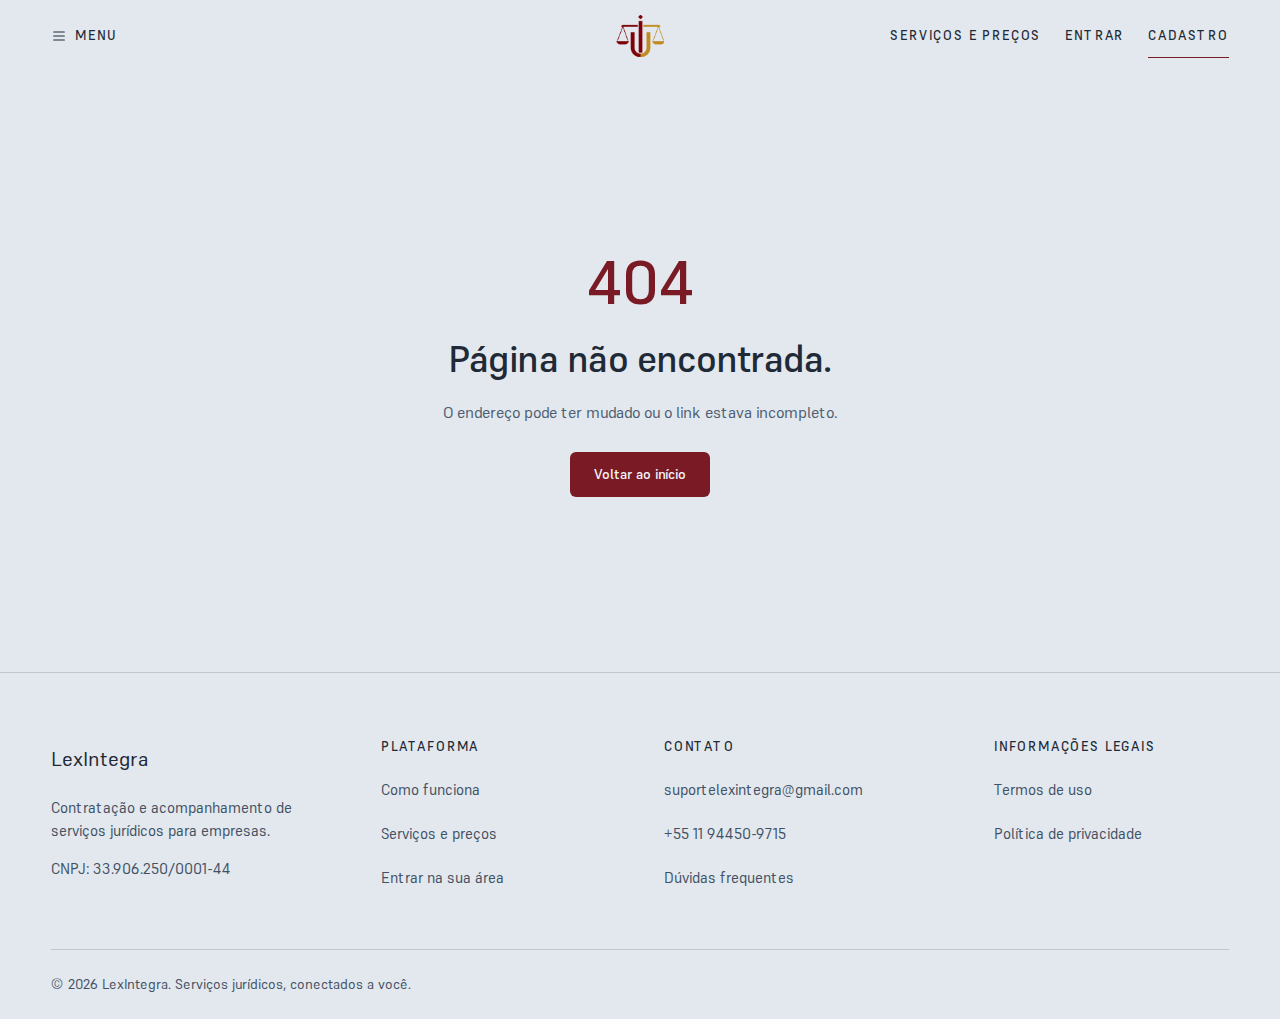 MENU
SERVIÇOS E PREÇOS
ENTRAR
CADASTRO
404
Página não encontrada.
O endereço pode ter mudado ou o link estava incompleto.
Voltar ao início
LexIntegra
Contratação e acompanhamento de
serviços jurídicos para empresas.
CNPJ: 33.906.250/0001-44
PLATAFORMA
Como funciona
Serviços e preços
Entrar na sua área
CONTATO
suportelexintegra@gmail.com
+55 11 94450-9715
Dúvidas frequentes
INFORMAÇÕES LEGAIS
Termos de uso
Política de privacidade
© 2026 LexIntegra. Serviços jurídicos, conectados a você.